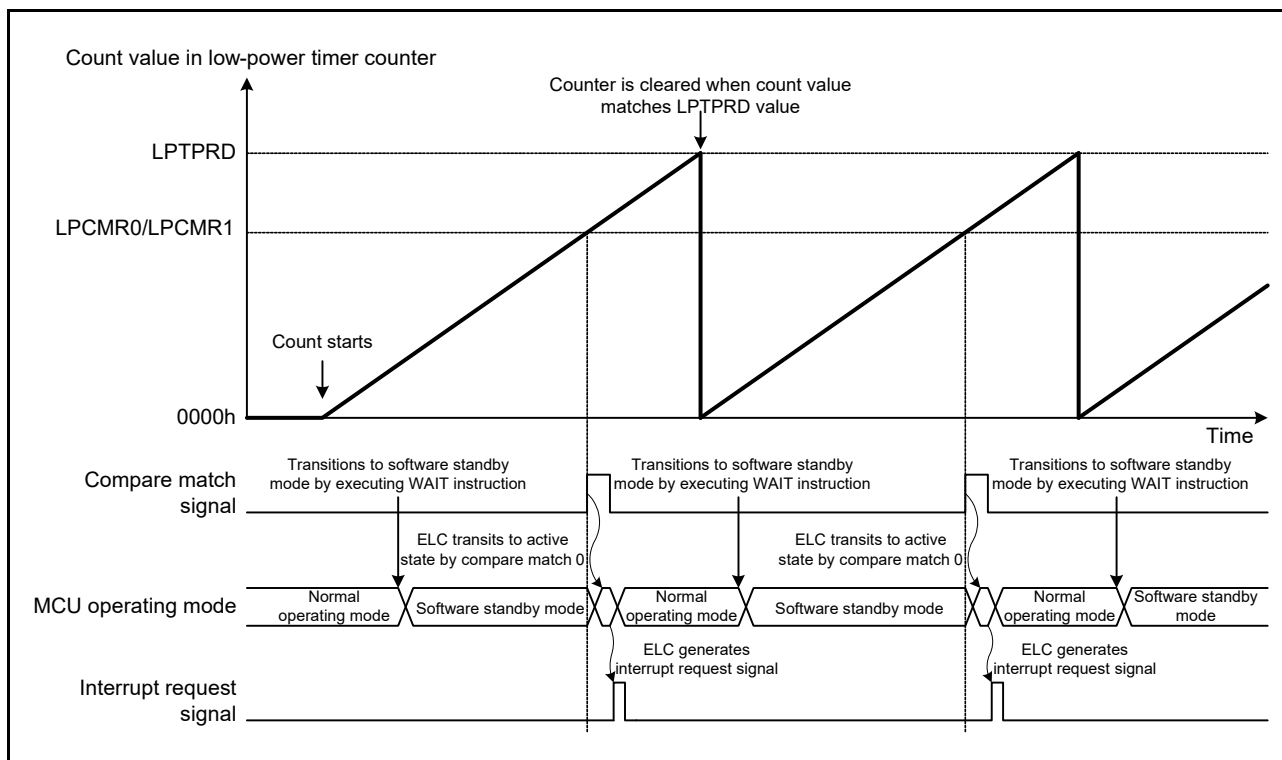 Count value in low-power timer counter
Counter is cleared when count value
matches LPTPRD value
LPTPRD
LPCMR0/LPCMR1
Count starts
0000h
Time
Compare match
signal
Transitions to software standby
mode by executing WAIT instruction
Transitions to software standby
mode by executing WAIT instruction
Transitions to software standby
mode by executing WAIT instruction
ELC transits to active
state by compare match 0
ELC transits to active
state by compare match 0
MCU operating mode
Normal
operating mode
Software standby mode
Normal
operating mode
Software standby mode
Normal
operating mode
Software standby
mode
ELC generates
interrupt request signal
ELC generates
interrupt request signal
Interrupt request
signal